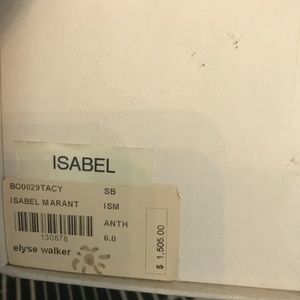 ISABEL
BO0029TACY SB
ISABEL MARANT ISM
ANTH
130878 6.0
elyse walker
$ 1,505.00